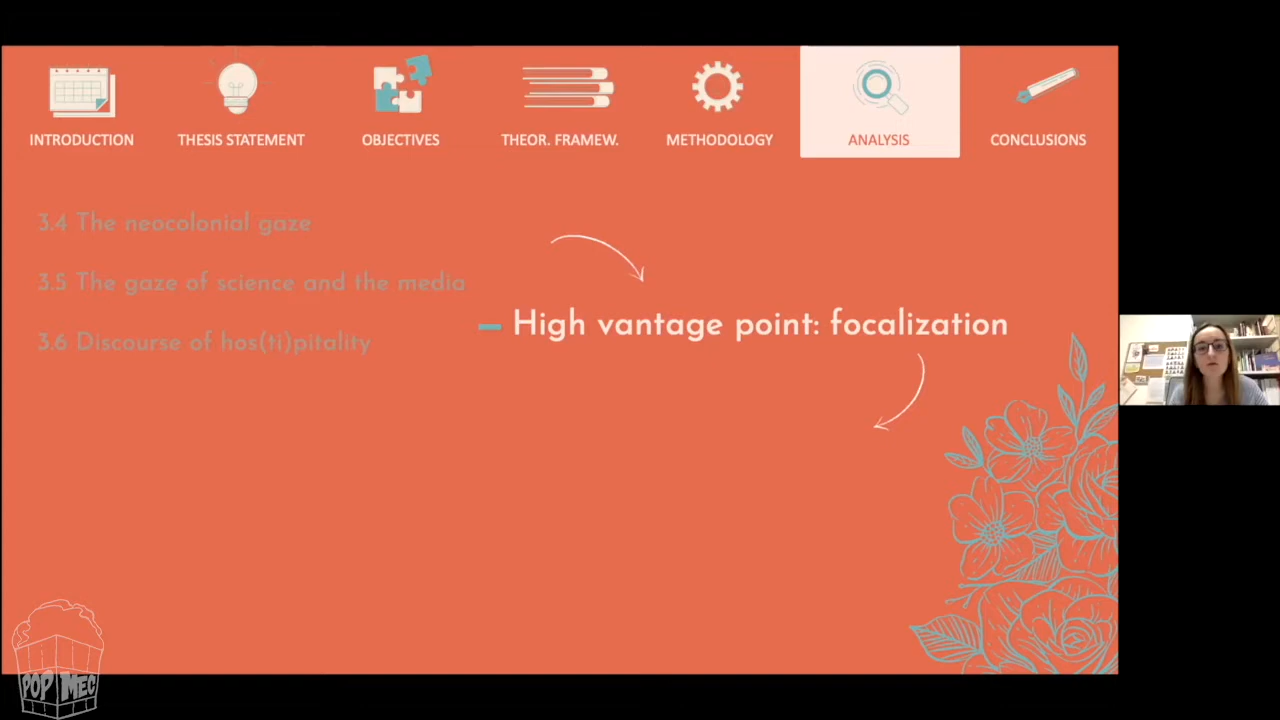 INTRODUCTION
THESIS STATEMENT
OBJECTIVES
THEOR. FRAMEW.
METHODOLOGY
ANALYSIS
CONCLUSIONS
3.4 The neocolonial gaze
3.5 The gaze of science and the media
3.6 Discourse of hos(ti)pitality
– High vantage point: focalization
POP MEC